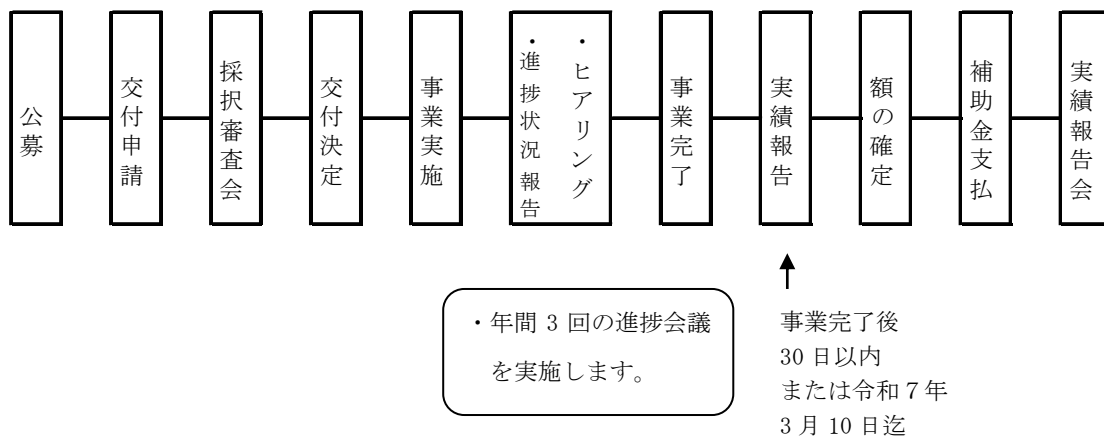 公募
交付申請
採択審査会
交付決定
事業実施
・ヒアリング
・進捗状況報告
事業完了
実績報告
額の確定
補助金支払
実績報告会
・年間 3 回の進捗会議
を実施します。
事業完了後
30 日以内
または令和 7 年
3 月 10 日迄